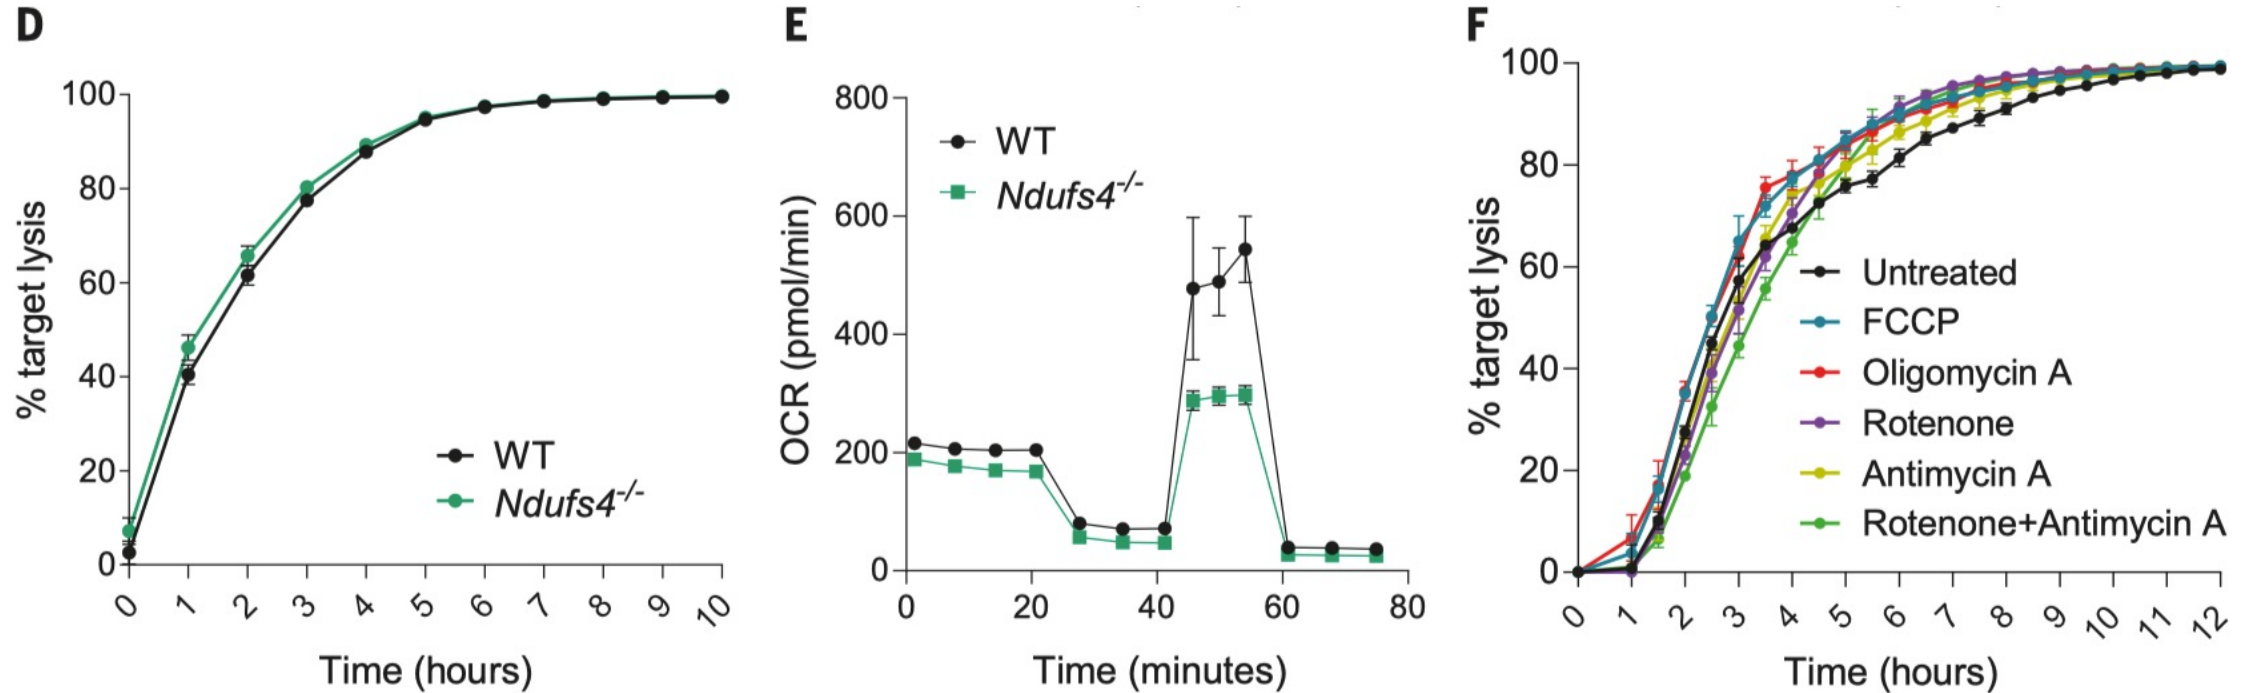 D
% target lysis
100
80
60
40
20
0
WT
Ndufs4-/-
0 1 2 3 4 5 6 7 8 9 10
Time (hours)
E
OCR (pmol/min)
800
600
400
200
0
WT
Ndufs4-/-
0 20 40 60 80
Time (minutes)
F
% target lysis
100
80
60
40
20
0
Untreated
FCCP
Oligomycin A
Rotenone
Antimycin A
Rotenone+Antimycin A
0 1 2 3 4 5 6 7 8 9 10 11 12
Time (hours)